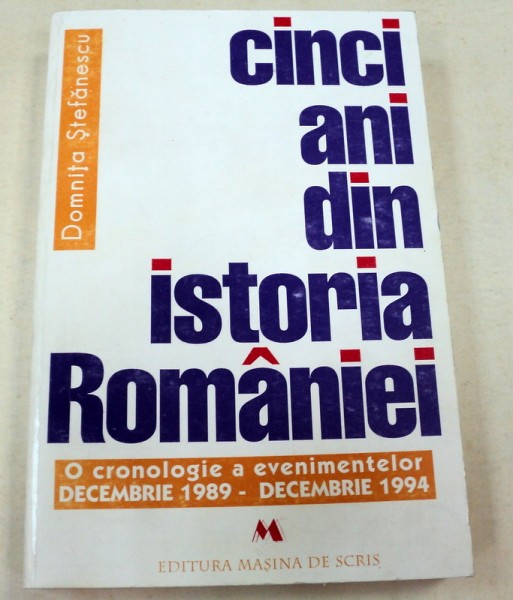 Domnița Ștefănescu
cinci
ani
din
istoria
României
O cronologie a evenimentelor
DECEMBRIE 1989 - DECEMBRIE 1994
M
EDITURA MAȘINA DE SCRIS